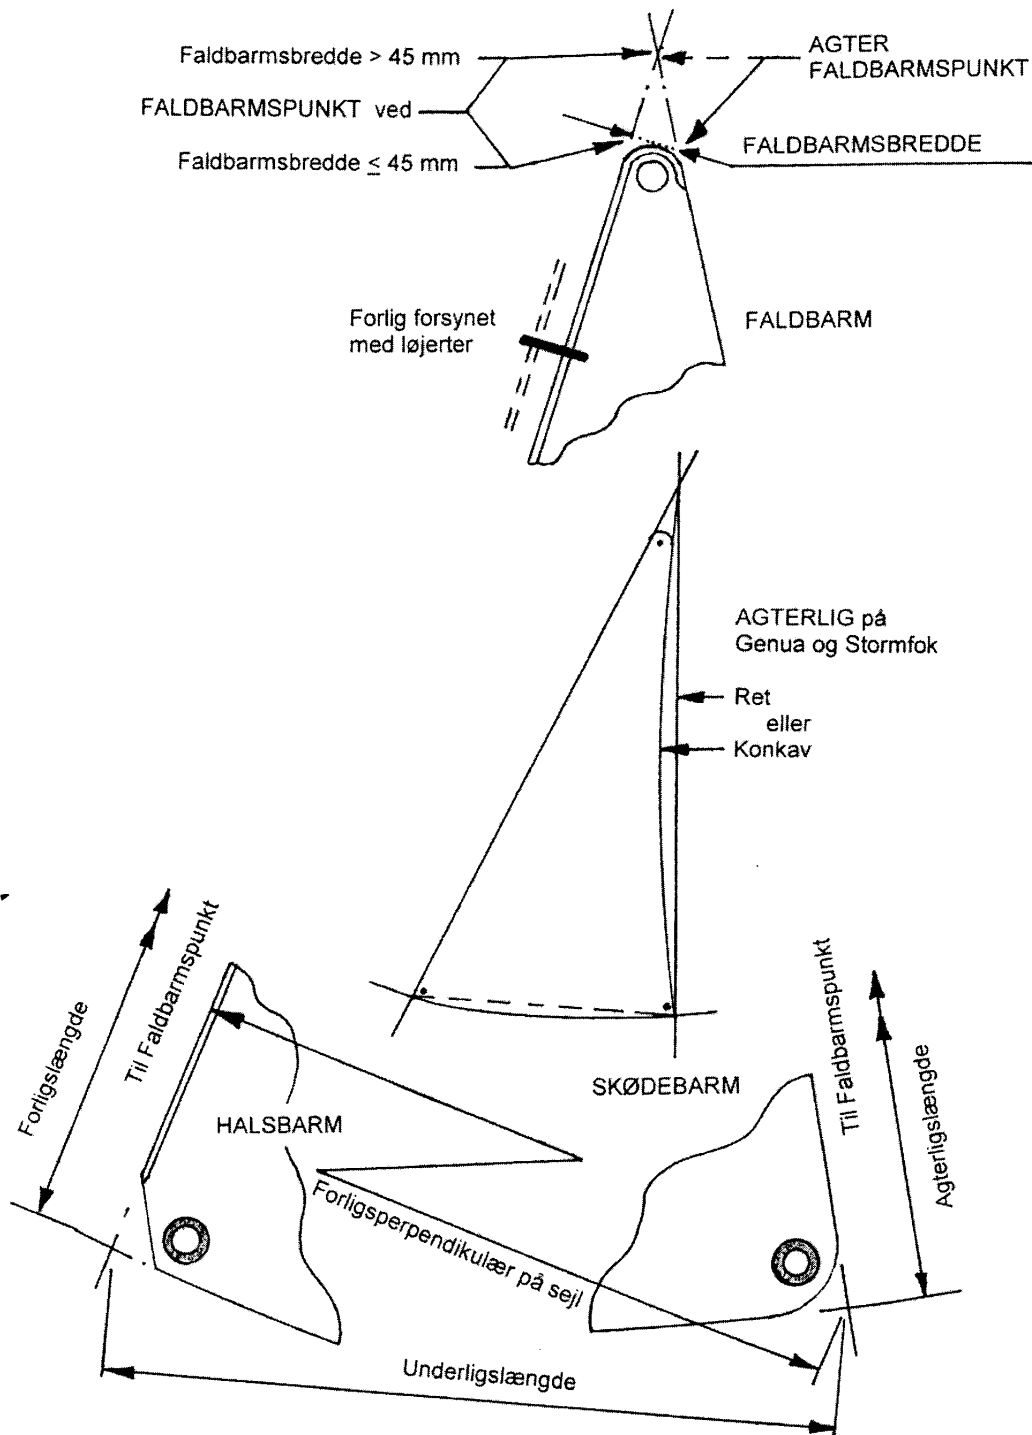 Faldbarmsbredde > 45 mm
AGTER
FALDBARMSPUNKT
FALDBARMSPUNKT ved
FALDBARMSBREDDE
Faldbarmsbredde ≤ 45 mm
Forlig forsynet
med løjerter
FALDBARM
AGTERLIG på
Genua og Stormfok
Ret
eller
Konkav
Forligslængde
Til Faldbarmspunkt
HALSBARM
SKØDEBARM
Til Faldbarmspunkt
Agterligslængde
Forligsperpendikulær på sejl
Underligslængde